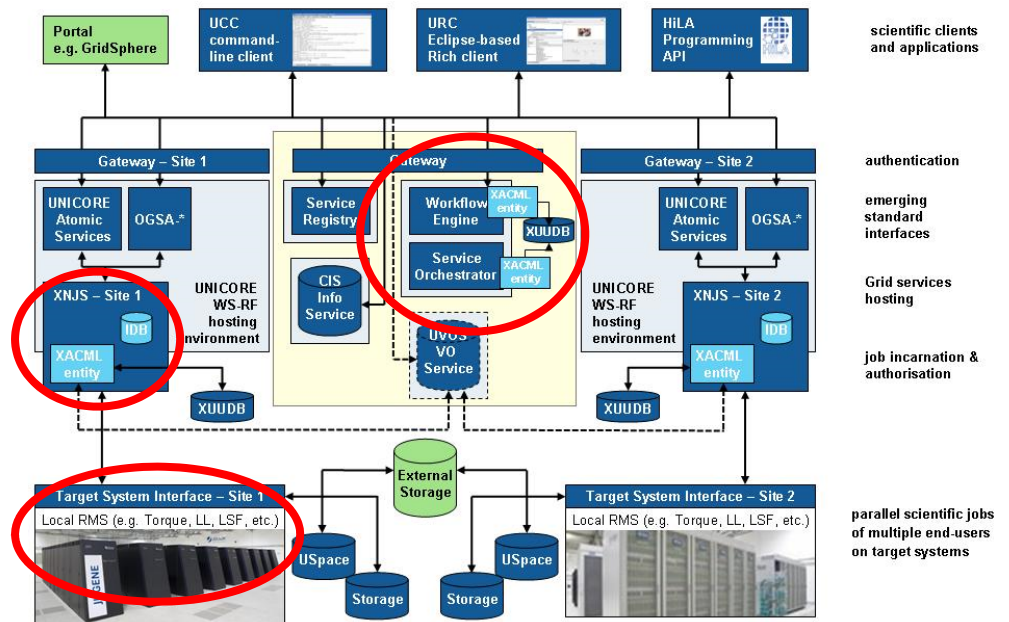 Portal
e.g. GridSphere
UCC
command-
line client
URC
Eclipse-based
Rich client
HiLA
Programming
API
scientific clients
and applications
Gateway – Site 1
Gateway
Gateway – Site 2
authentication
UNICORE
Atomic
Services
OGSA-*
Service
Registry
Workflow
Engine
XACML
entity
XUUDB
Service
Orchestrator
XACML
entity
UNICORE
Atomic
Services
OGSA-*
emerging
standard
interfaces
XNJS – Site 1
IDB
XACML
entity
UNICORE
WS-RF
hosting
nvironment
CIS
Info
Service
UVOS
VO
Service
UNICORE
WS-RF
hosting
environment
XNJS – Site 2
IDB
XACML
entity
Grid services
hosting
job incarnation &
authorisation
XUUDB
XUUDB
External
Storage
Target System Interface – Site 1
Local RMS (e.g. Torque, LL, LSF, etc.)
USpace
Storage
USpace
Storage
Target System Interface – Site 2
Local RMS (e.g. Torque, LL, LSF, etc.)
parallel scientific jobs
of multiple end-users
on target systems